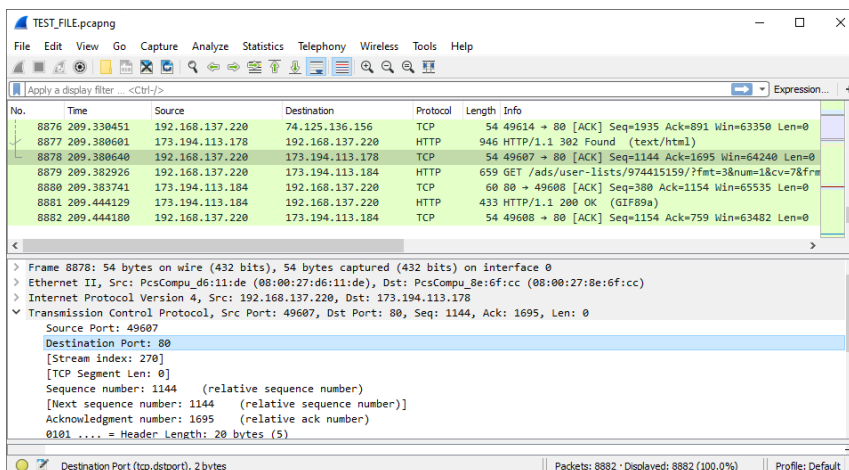 TEST_FILE.pcapng
File Edit View Go Capture Analyze Statistics Telephony Wireless Tools Help
Apply a display filter ... <Ctrl-/> Expression... +
No. Time Source Destination Protocol Length Info
8876 209.330451 192.168.137.220 74.125.136.156 TCP 54 49614 → 80 [ACK] Seq=1935 Ack=891 Win=63350 Len=0
8877 209.380601 173.194.113.178 192.168.137.220 HTTP 946 HTTP/1.1 302 Found (text/html)
8878 209.380640 192.168.137.220 173.194.113.178 TCP 54 49607 → 80 [ACK] Seq=1144 Ack=1695 Win=64240 Len=0
8879 209.382926 192.168.137.220 173.194.113.184 HTTP 659 GET /ads/user-lists/974415159/?fmt=3&num=1&cv=7&frm
8880 209.383741 173.194.113.184 192.168.137.220 TCP 60 80 → 49608 [ACK] Seq=380 Ack=1154 Win=65535 Len=0
8881 209.444129 173.194.113.184 192.168.137.220 HTTP 433 HTTP/1.1 200 OK (GIF89a)
8882 209.444180 192.168.137.220 173.194.113.184 TCP 54 49608 → 80 [ACK] Seq=1154 Ack=759 Win=63482 Len=0
> Frame 8878: 54 bytes on wire (432 bits), 54 bytes captured (432 bits) on interface 0
> Ethernet II, Src: PcsCompu_d6:11:de (08:00:27:d6:11:de), Dst: PcsCompu_8e:6f:cc (08:00:27:8e:6f:cc)
> Internet Protocol Version 4, Src: 192.168.137.220, Dst: 173.194.113.178
Transmission Control Protocol, Src Port: 49607, Dst Port: 80, Seq: 1144, Ack: 1695, Len: 0
Source Port: 49607
Destination Port: 80
[Stream index: 270]
[TCP Segment Len: 0]
Sequence number: 1144 (relative sequence number)
[Next sequence number: 1144 (relative sequence number)]
Acknowledgment number: 1695 (relative ack number)
0101 .... = Header Length: 20 bytes (5)
Destination Port (tcp.dstport), 2 bytes Packets: 8882 · Displayed: 8882 (100.0%) Profile: Default